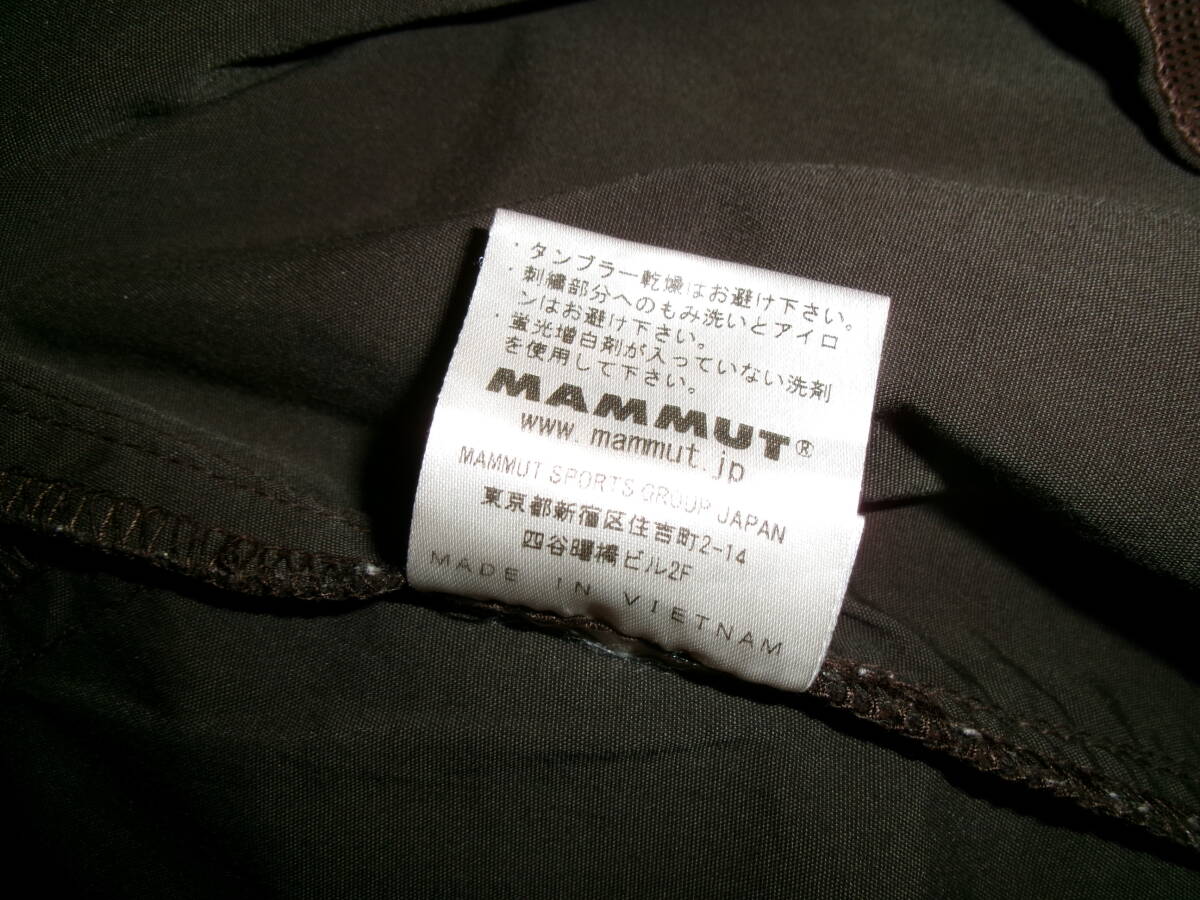 ・タンブラー乾燥はお避け下さい。
・刺繍部分へのもみ洗いとアイロ
ンはお避け下さい。
・蛍光増白剤が入っていない洗剤
を使用して下さい。
MAMMUT®
www.mammut.jp
MAMMUT SPORTS GROUP JAPAN
東京都新宿区住吉町2-14
四谷曙橋ビル2F
MADE IN VIETNAM